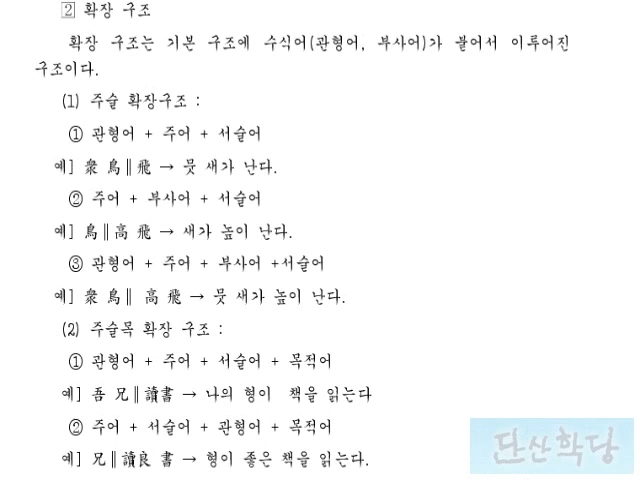 2 확장 구조
확장 구조는 기본 구조에 수식어(관형어, 부사어)가 붙어서 이루어진
구조이다.
(1) 주술 확장구조 :
① 관형어 + 주어 + 서술어
예] 衆 鳥∥飛 → 뭇 새가 난다.
② 주어 + 부사어 + 서술어
예] 鳥∥高 飛 → 새가 높이 난다.
③ 관형어 + 주어 + 부사어 +서술어
예] 衆 鳥∥ 高 飛 → 뭇 새가 높이 난다.
(2) 주술목 확장 구조 :
① 관형어 + 주어 + 서술어 + 목적어
예] 吾 兄∥讀書 → 나의 형이 책을 읽는다
② 주어 + 서술어 + 관형어 + 목적어
예] 兄∥讀良 書 → 형이 좋은 책을 읽는다.
단산학당